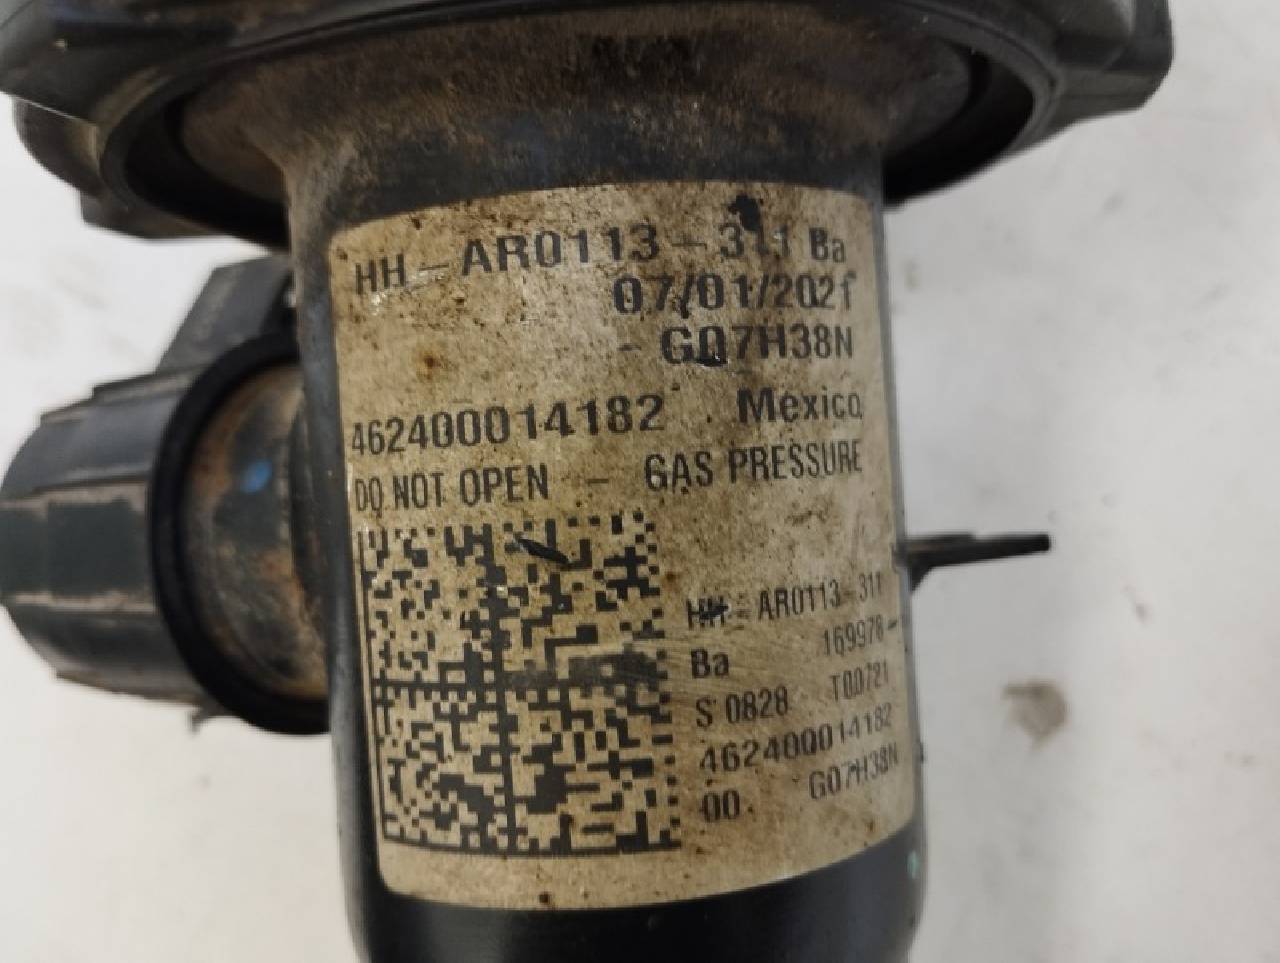 HH - AR0113 - 311 Ba
07/01/2021
- G07H38N
462400014182 Mexico
DO NOT OPEN - GAS PRESSURE
HH - AR0113 - 311
Ba 169978 -
S 0828 T00721
462400014182
00 G07H38N